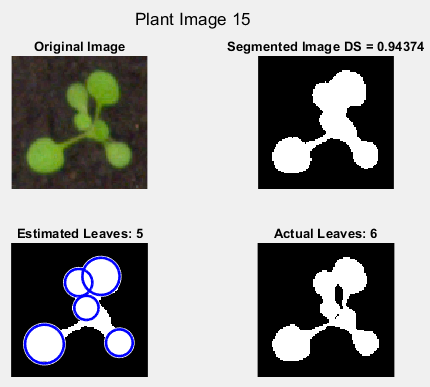 Plant Image 15
Original Image
Segmented Image DS = 0.94374
Estimated Leaves: 5
Actual Leaves: 6